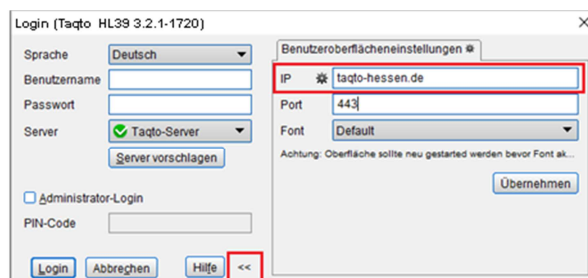 Login (Taqto HL39 3.2.1-1720)
Sprache Deutsch
Benutzername
Passwort
Server Taqto-Server
Server vorschlagen
Administrator-Login
PIN-Code
Login Abbrechen Hilfe <<
Benutzeroberflächeneinstellungen
IP taqto-hessen.de
Port 443
Font Default
Achtung: Oberfläche sollte neu gestarted werden bevor Font ak...
Übernehmen